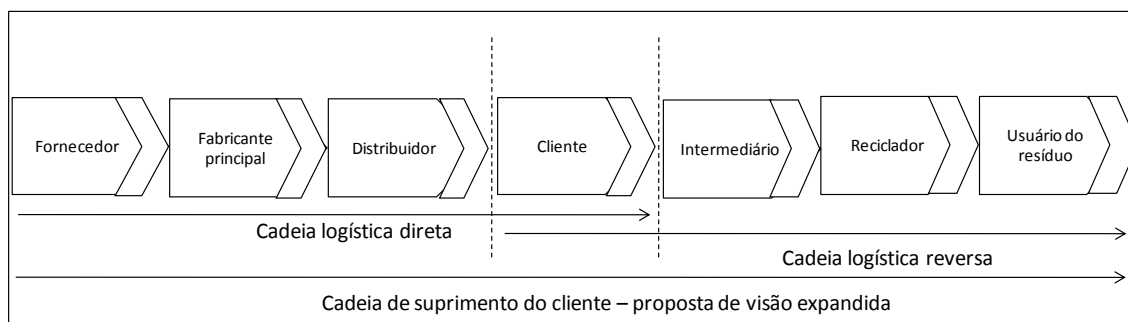 Fornecedor
Fabricante
principal
Distribuidor
Cliente
Intermediário
Reciclador
Usuário do
resíduo
Cadeia logística direta
Cadeia logística reversa
Cadeia de suprimento do cliente – proposta de visão expandida